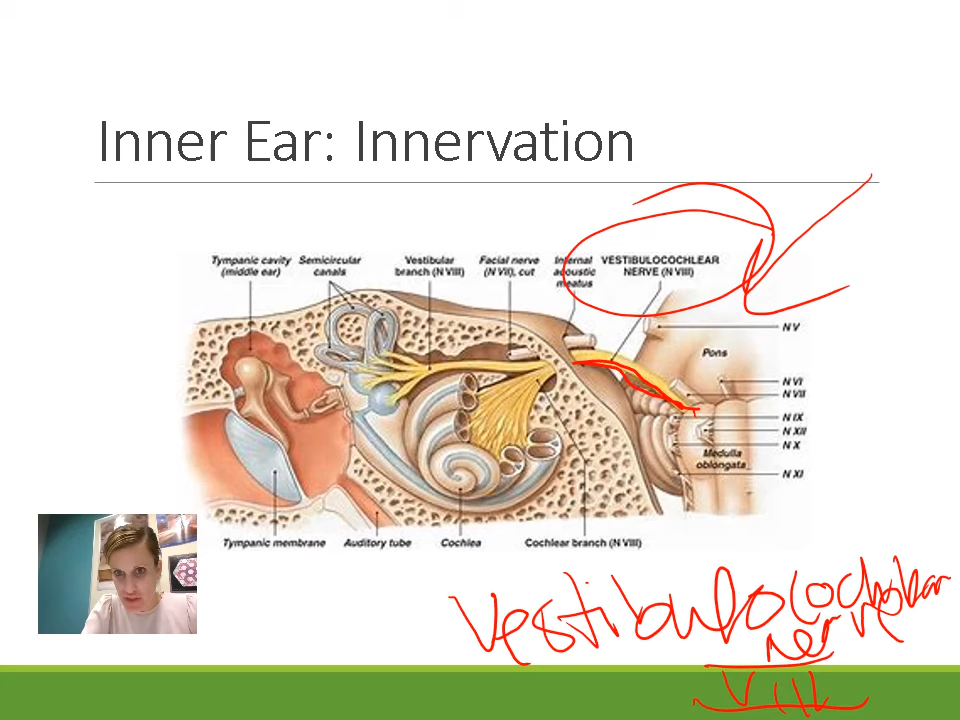 Inner Ear: Innervation
Tympanic cavity
(middle ear)
Semicircular
canals
Vestibular
branch (N VIII)
Facial nerve
(N VII), cut
Internal
acoustic
meatus
VESTIBULOCOCHLEAR
NERVE (N VIII)
N V
Pons
N VI
N VII
N IX
N XII
N X
Medulla
oblongata
N XI
Tympanic membrane
Auditory tube
Cochlea
Cochlear branch (N VIII)
Vestibulocochlear
nerve
VIII